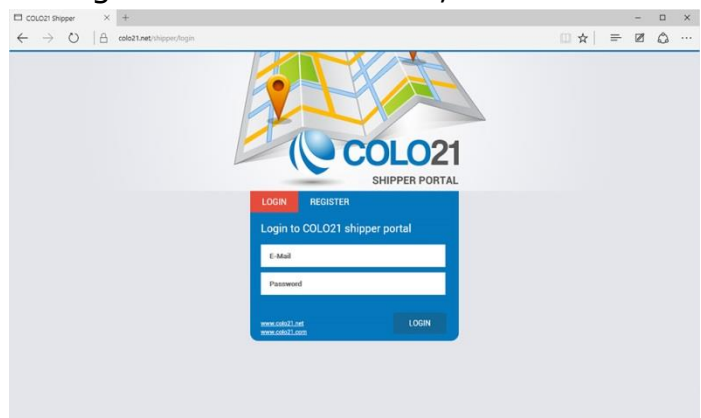 COLO21 Shipper
colo21.net/shipper/login
COLO21
SHIPPER PORTAL
LOGIN REGISTER
Login to COLO21 shipper portal
E-Mail
Password
www.colo21.net
www.colo21.com
LOGIN